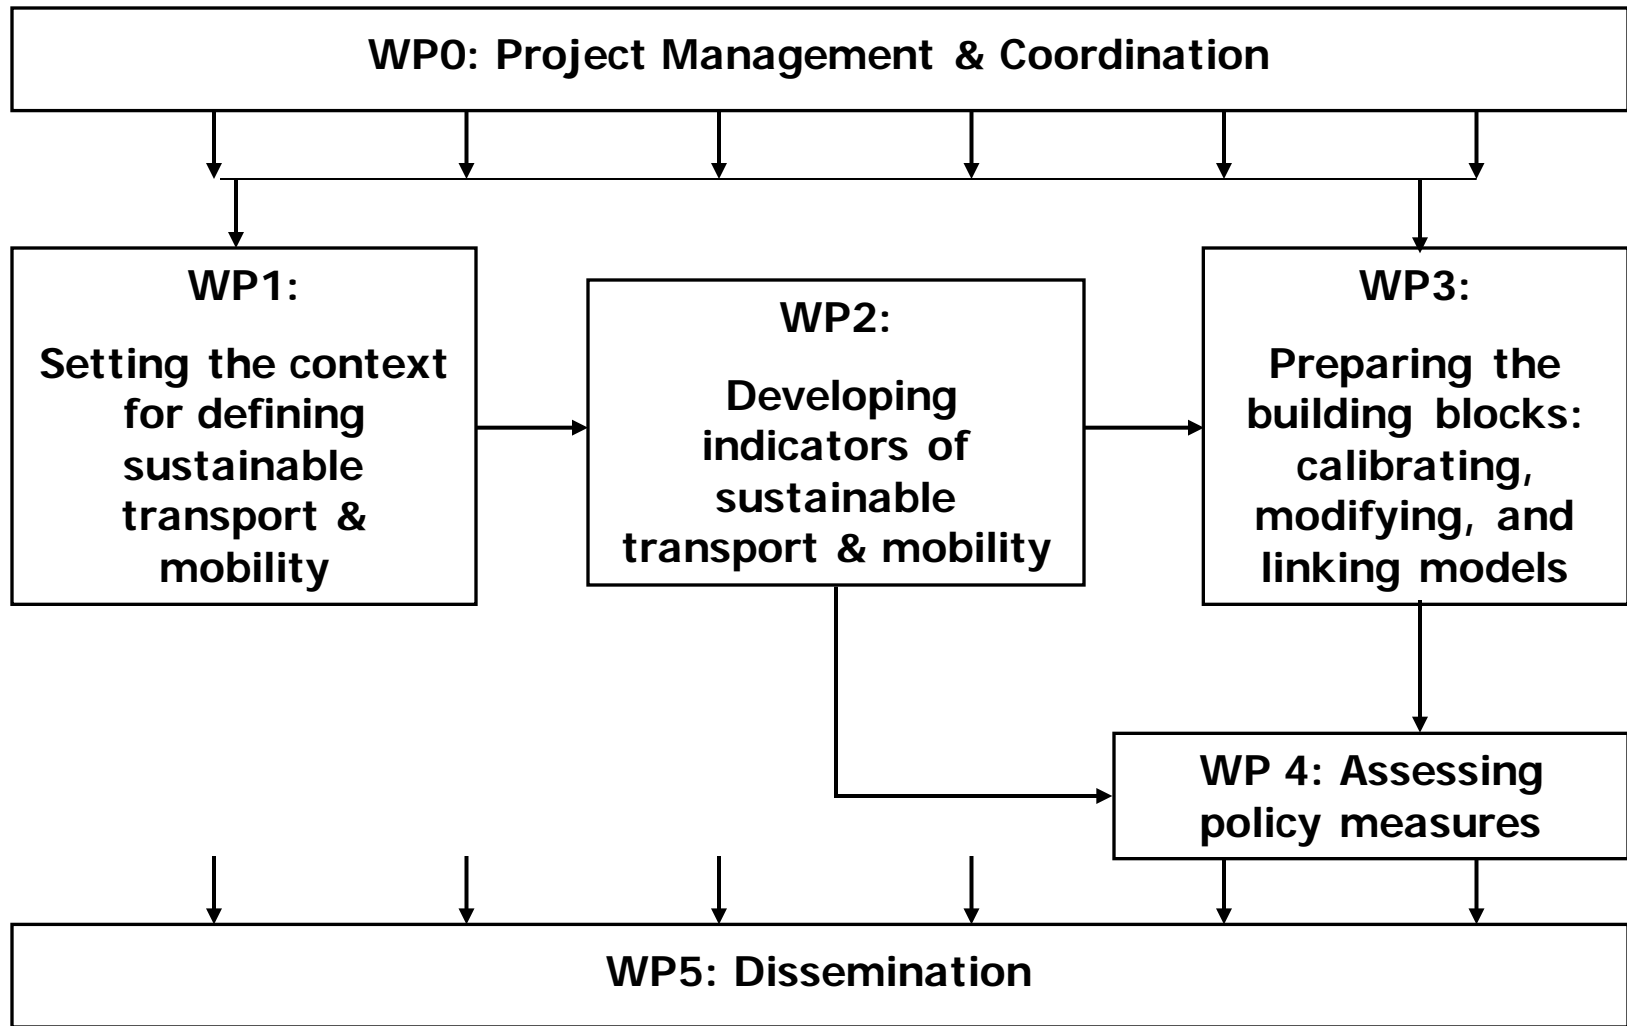 WP0: Project Management & Coordination
WP1:
Setting the context
for defining
sustainable
transport &
mobility
WP2:
Developing
indicators of
sustainable
transport & mobility
WP3:
Preparing the
building blocks:
calibrating,
modifying, and
linking models
WP 4: Assessing
policy measures
WP5: Dissemination